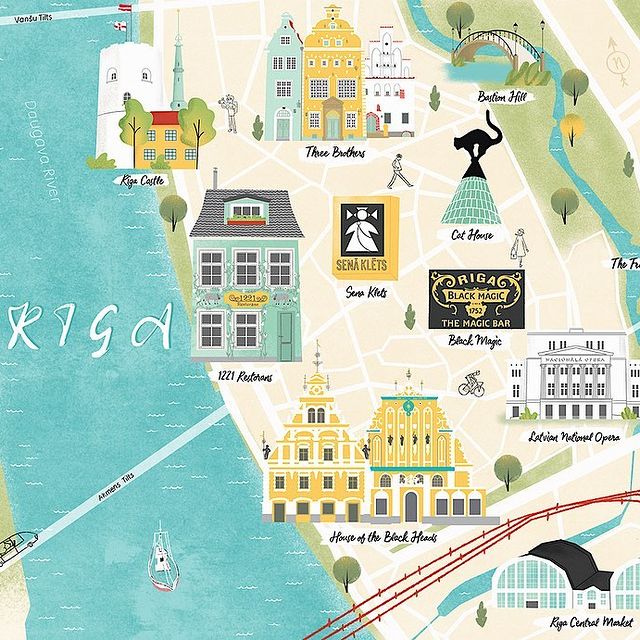 Vanšu Tilts
Daugava River
Rīga Castle
Three Brothers
Bastion Hill
N
Cat House
SENĀ KLĒTS
Sena Klēts
1221
Restorāns
1221 Restorans
RIGA
BLACK MAGIC
1752
THE MAGIC BAR
Black Magic
The Fr
NACIONĀLĀ OPERA
Latvian National Opera
RIGA
Akmens Tilts
House of the Black Heads
Riga Central Market